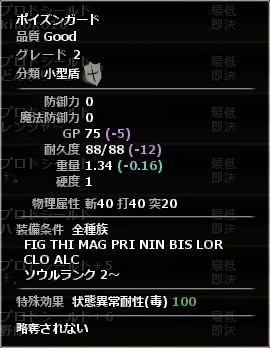 ポイズンガード
品質 Good
グレード 2
分類 小型盾
防御力 0
魔法防御力 0
GP 75 (-5)
耐久度 88/88 (-12)
重量 1.34 (-0.16)
硬度 1
物理属性 斬40 打40 突20
装備条件 全種族
FIG THI MAG PRI NIN BIS LOR
CLO ALC
ソウルランク 2～
特殊効果 状態異常耐性(毒) 100
略奪されない